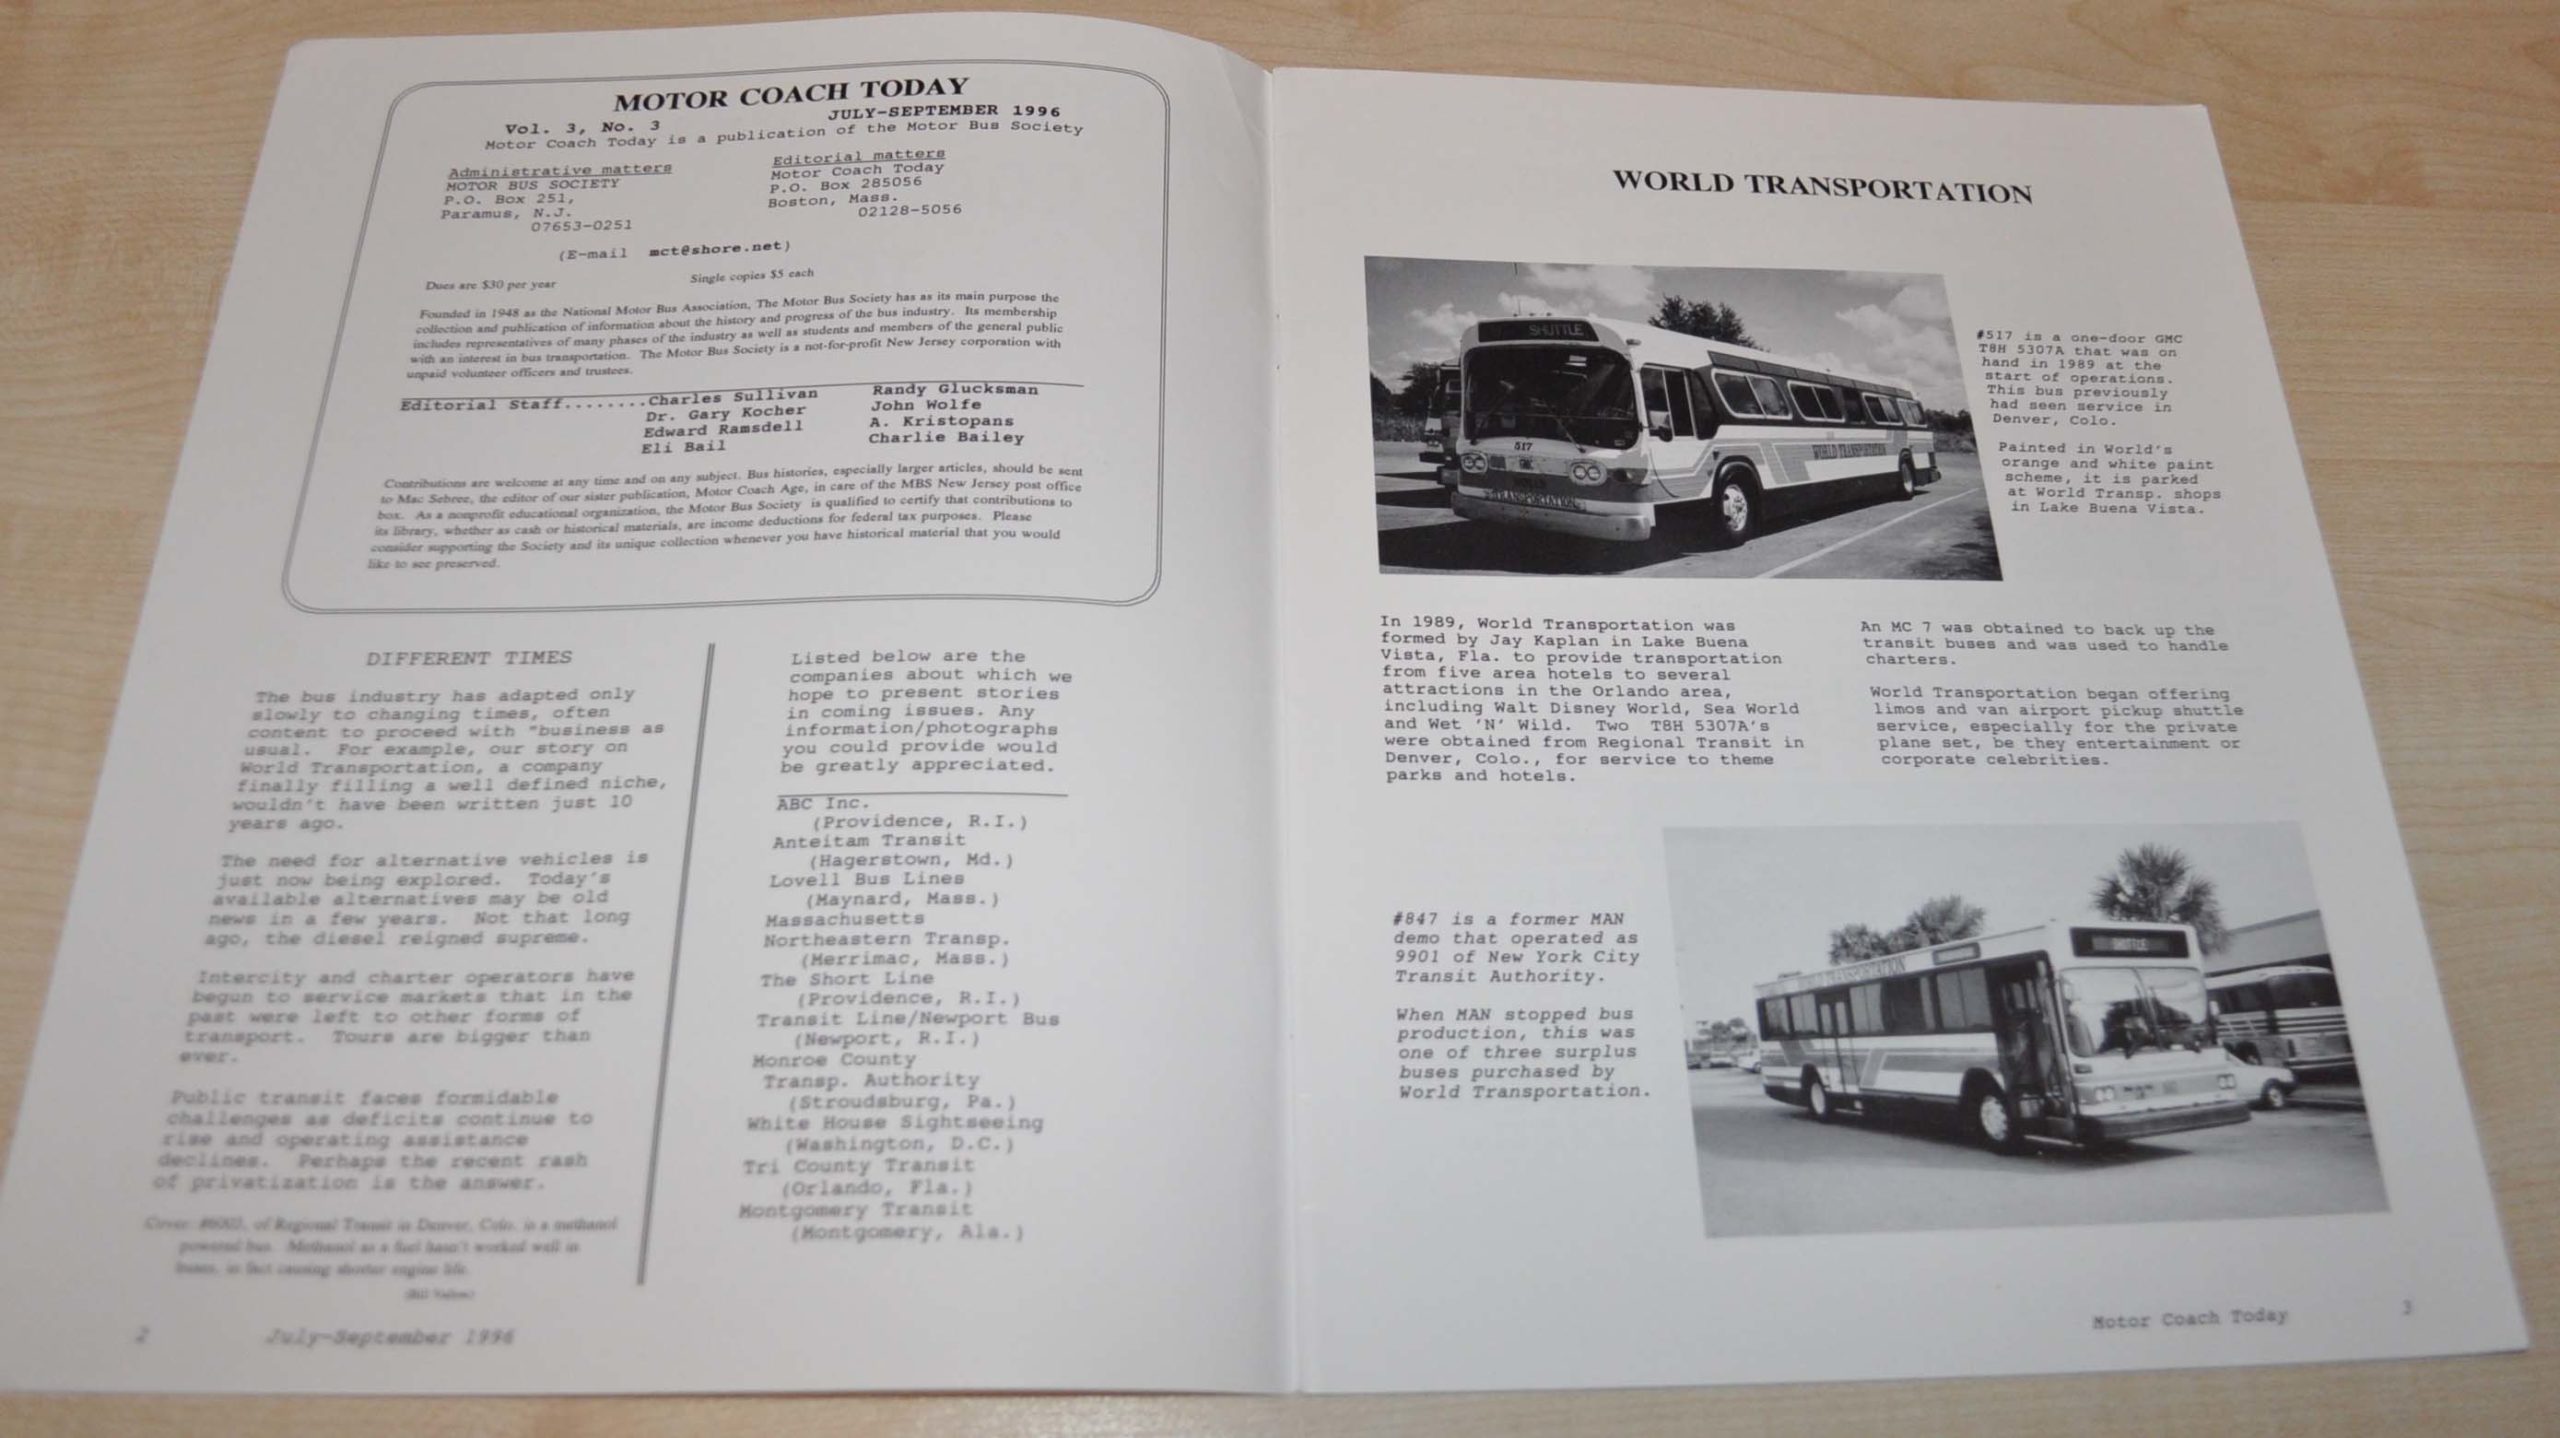 MOTOR COACH TODAY
JULY-SEPTEMBER 1996
Vol. 3, No. 3
Motor Coach Today is a publication of the Motor Bus Society
Administrative matters
MOTOR BUS SOCIETY
P.O. Box 251,
Paramus, N.J.
07653-0251
Editorial matters
Motor Coach Today
P.O. Box 285056
Boston, Mass.
02128-5056
(E-mail mct@shore.net)
Dues are $30 per year
Single copies $5 each
Founded in 1948 as the National Motor Bus Association, The Motor Bus Society has as its main purpose the
collection and publication of information about the history and progress of the bus industry. Its membership
includes representatives of many phases of the industry as well as students and members of the general public
with an interest in bus transportation. The Motor Bus Society is a not-for-profit New Jersey corporation with
unpaid volunteer officers and trustees.
Editorial Staff........Charles Sullivan
Dr. Gary Kocher
Edward Ramsdell
Eli Bail
Randy Glucksman
John Wolfe
A. Kristopans
Charlie Bailey
Contributions are welcome at any time and on any subject. Bus histories, especially larger articles, should be sent
to Mac Sebree, the editor of our sister publication, Motor Coach Age, in care of the MBS New Jersey post office
box. As a nonprofit educational organization, the Motor Bus Society is qualified to certify that contributions to
its library, whether as cash or historical materials, are income deductions for federal tax purposes. Please
consider supporting the Society and its unique collection whenever you have historical material that you would
like to see preserved.
DIFFERENT TIMES
The bus industry has adapted only
slowly to changing times, often
content to proceed with "business as
usual. For example, our story on
World Transportation, a company
finally filling a well defined niche,
wouldn't have been written just 10
years ago.
The need for alternative vehicles is
just now being explored. Today's
available alternatives may be old
news in a few years. Not that long
ago, the diesel reigned supreme.
Intercity and charter operators have
begun to service markets that in the
past were left to other forms of
transport. Tours are bigger than
ever.
Public transit faces formidable
challenges as deficits continue to
rise and operating assistance
declines. Perhaps the recent rash
of privatization is the answer.
Cover: #6002, of Regional Transit in Denver, Colo. is a methanol
powered bus. Methanol as a fuel hasn't worked well in
buses, in fact causing shorter engine life.
2
July-September 1996
Listed below are the
companies about which we
hope to present stories
in coming issues. Any
information/photographs
you could provide would
be greatly appreciated.
ABC Inc.
(Providence, R.I.)
Anteitam Transit
(Hagerstown, Md.)
Lovell Bus Lines
(Maynard, Mass.)
Massachusetts
Northeastern Transp.
(Merrimac, Mass.)
The Short Line
(Providence, R.I.)
Transit Line/Newport Bus
(Newport, R.I.)
Monroe County
Transp. Authority
(Stroudsburg, Pa.)
White House Sightseeing
(Washington, D.C.)
Tri County Transit
(Orlando, Fla.)
Montgomery Transit
(Montgomery, Ala.)
WORLD TRANSPORTATION
SHUTTLE
517
GMC
WORLD TRANSPORTATION
TRANSPORTATION
#517 is a one-door GMC
T8H 5307A that was on
hand in 1989 at the
start of operations.
This bus previously
had seen service in
Denver, Colo.
Painted in World's
orange and white paint
scheme, it is parked
at World Transp. shops
in Lake Buena Vista.
In 1989, World Transportation was
formed by Jay Kaplan in Lake Buena
Vista, Fla. to provide transportation
from five area hotels to several
attractions in the Orlando area,
including Walt Disney World, Sea World
and Wet 'N' Wild. Two T8H 5307A's
were obtained from Regional Transit in
Denver, Colo., for service to theme
parks and hotels.
An MC 7 was obtained to back up the
transit buses and was used to handle
charters.
World Transportation began offering
limos and van airport pickup shuttle
service, especially for the private
plane set, be they entertainment or
corporate celebrities.
#847 is a former MAN
demo that operated as
9901 of New York City
Transit Authority.
When MAN stopped bus
production, this was
one of three surplus
buses purchased by
World Transportation.
SHUTTLE
WORLD TRANSPORTATION
Motor Coach Today
3